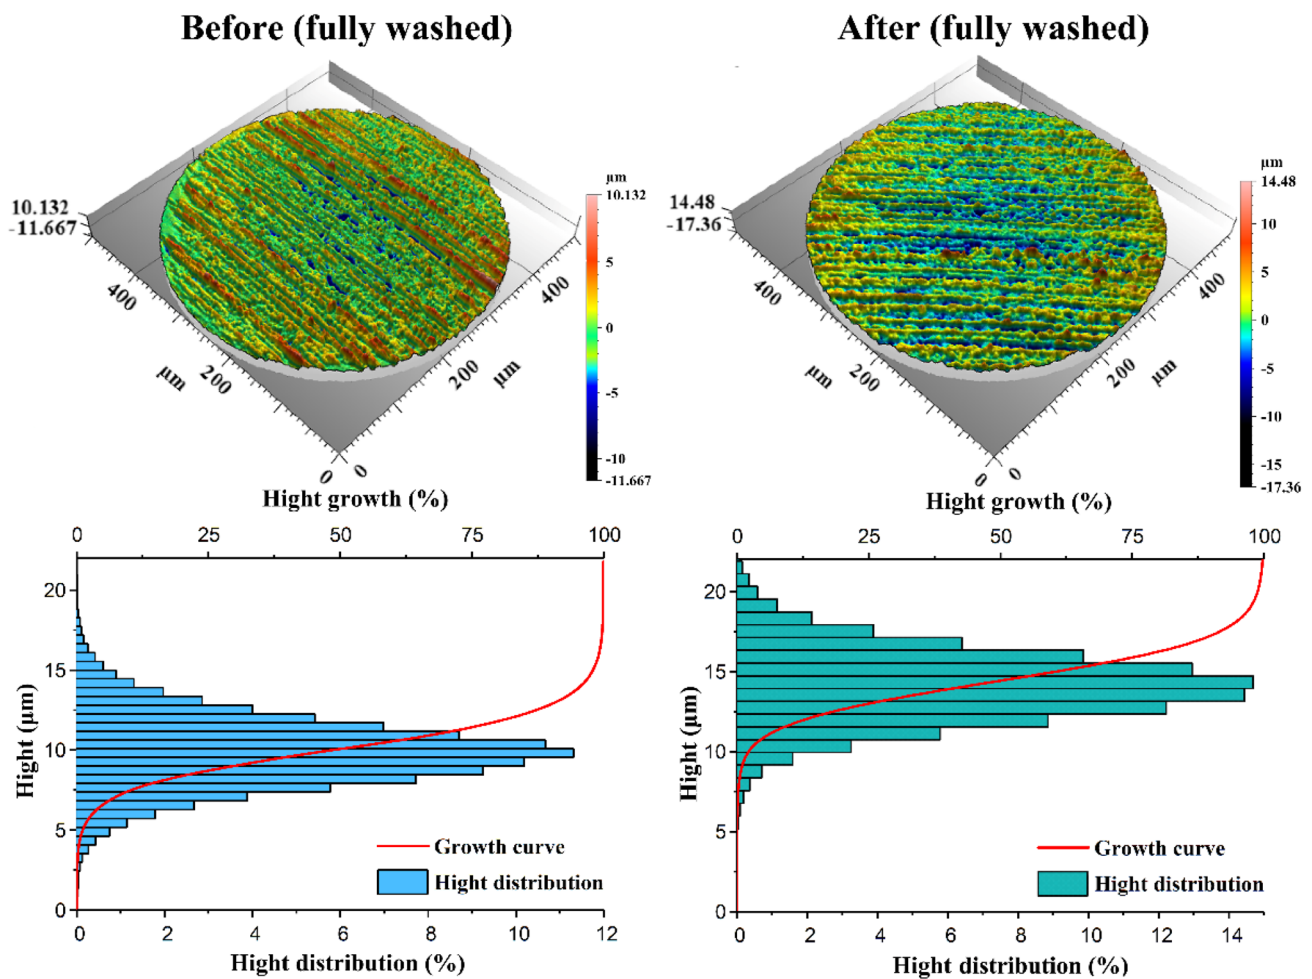 Before (fully washed)
After (fully washed)
µm
10.132
5
0
-5
-10
-11.667
10.132
-11.667
400
200
0
µm
0
200
400
µm
µm
14.48
10
5
0
-5
-10
-15
-17.36
14.48
-17.36
400
200
0
µm
0
200
400
µm
Hight growth (%)
0 25 50 75 100
Hight (µm)
20
15
10
5
0
Growth curve
Hight distribution
0 2 4 6 8 10 12
Hight distribution (%)
Hight growth (%)
0 25 50 75 100
Hight (µm)
20
15
10
5
0
Growth curve
Hight distribution
0 2 4 6 8 10 12 14
Hight distribution (%)